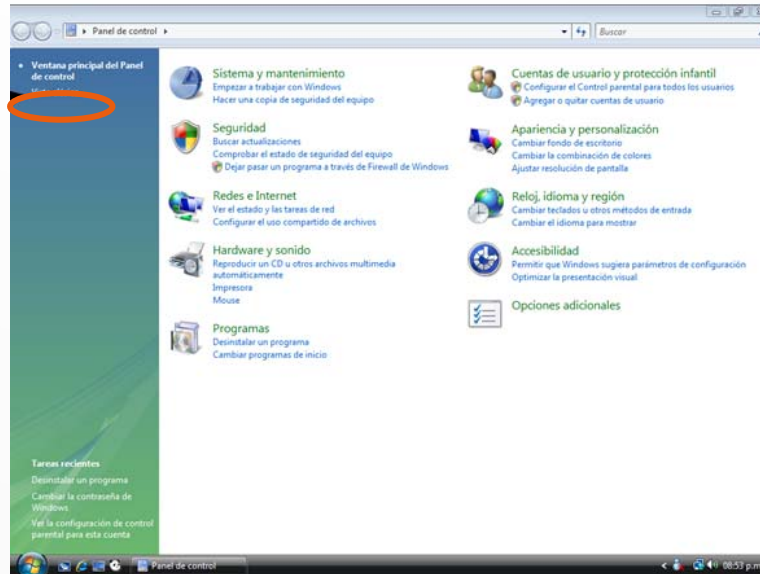 Panel de control
Buscar
Ventana principal del Panel
de control
Sistema y mantenimiento
Empezar a trabajar con Windows
Hacer una copia de seguridad del equipo
Seguridad
Buscar actualizaciones
Comprobar el estado de seguridad del equipo
Dejar pasar un programa a través de Firewall de Windows
Redes e Internet
Ver el estado y las tareas de red
Configurar el uso compartido de archivos
Hardware y sonido
Reproducir un CD u otros archivos multimedia
automáticamente
Impresora
Mouse
Programas
Desinstalar un programa
Cambiar programas de inicio
Cuentas de usuario y protección infantil
Configurar el Control parental para todos los usuarios
Agregar o quitar cuentas de usuario
Apariencia y personalización
Cambiar fondo de escritorio
Cambiar la combinación de colores
Ajustar resolución de pantalla
Reloj, idioma y región
Cambiar teclados u otros métodos de entrada
Cambiar el idioma para mostrar
Accesibilidad
Permitir que Windows sugiera parámetros de configuración
Optimizar la presentación visual
Opciones adicionales
Tareas recientes
Desinstalar un programa
Cambiar la contraseña de
Windows
Ver la configuración de control
parental para esta cuenta
Panel de control
08:53 p.m.